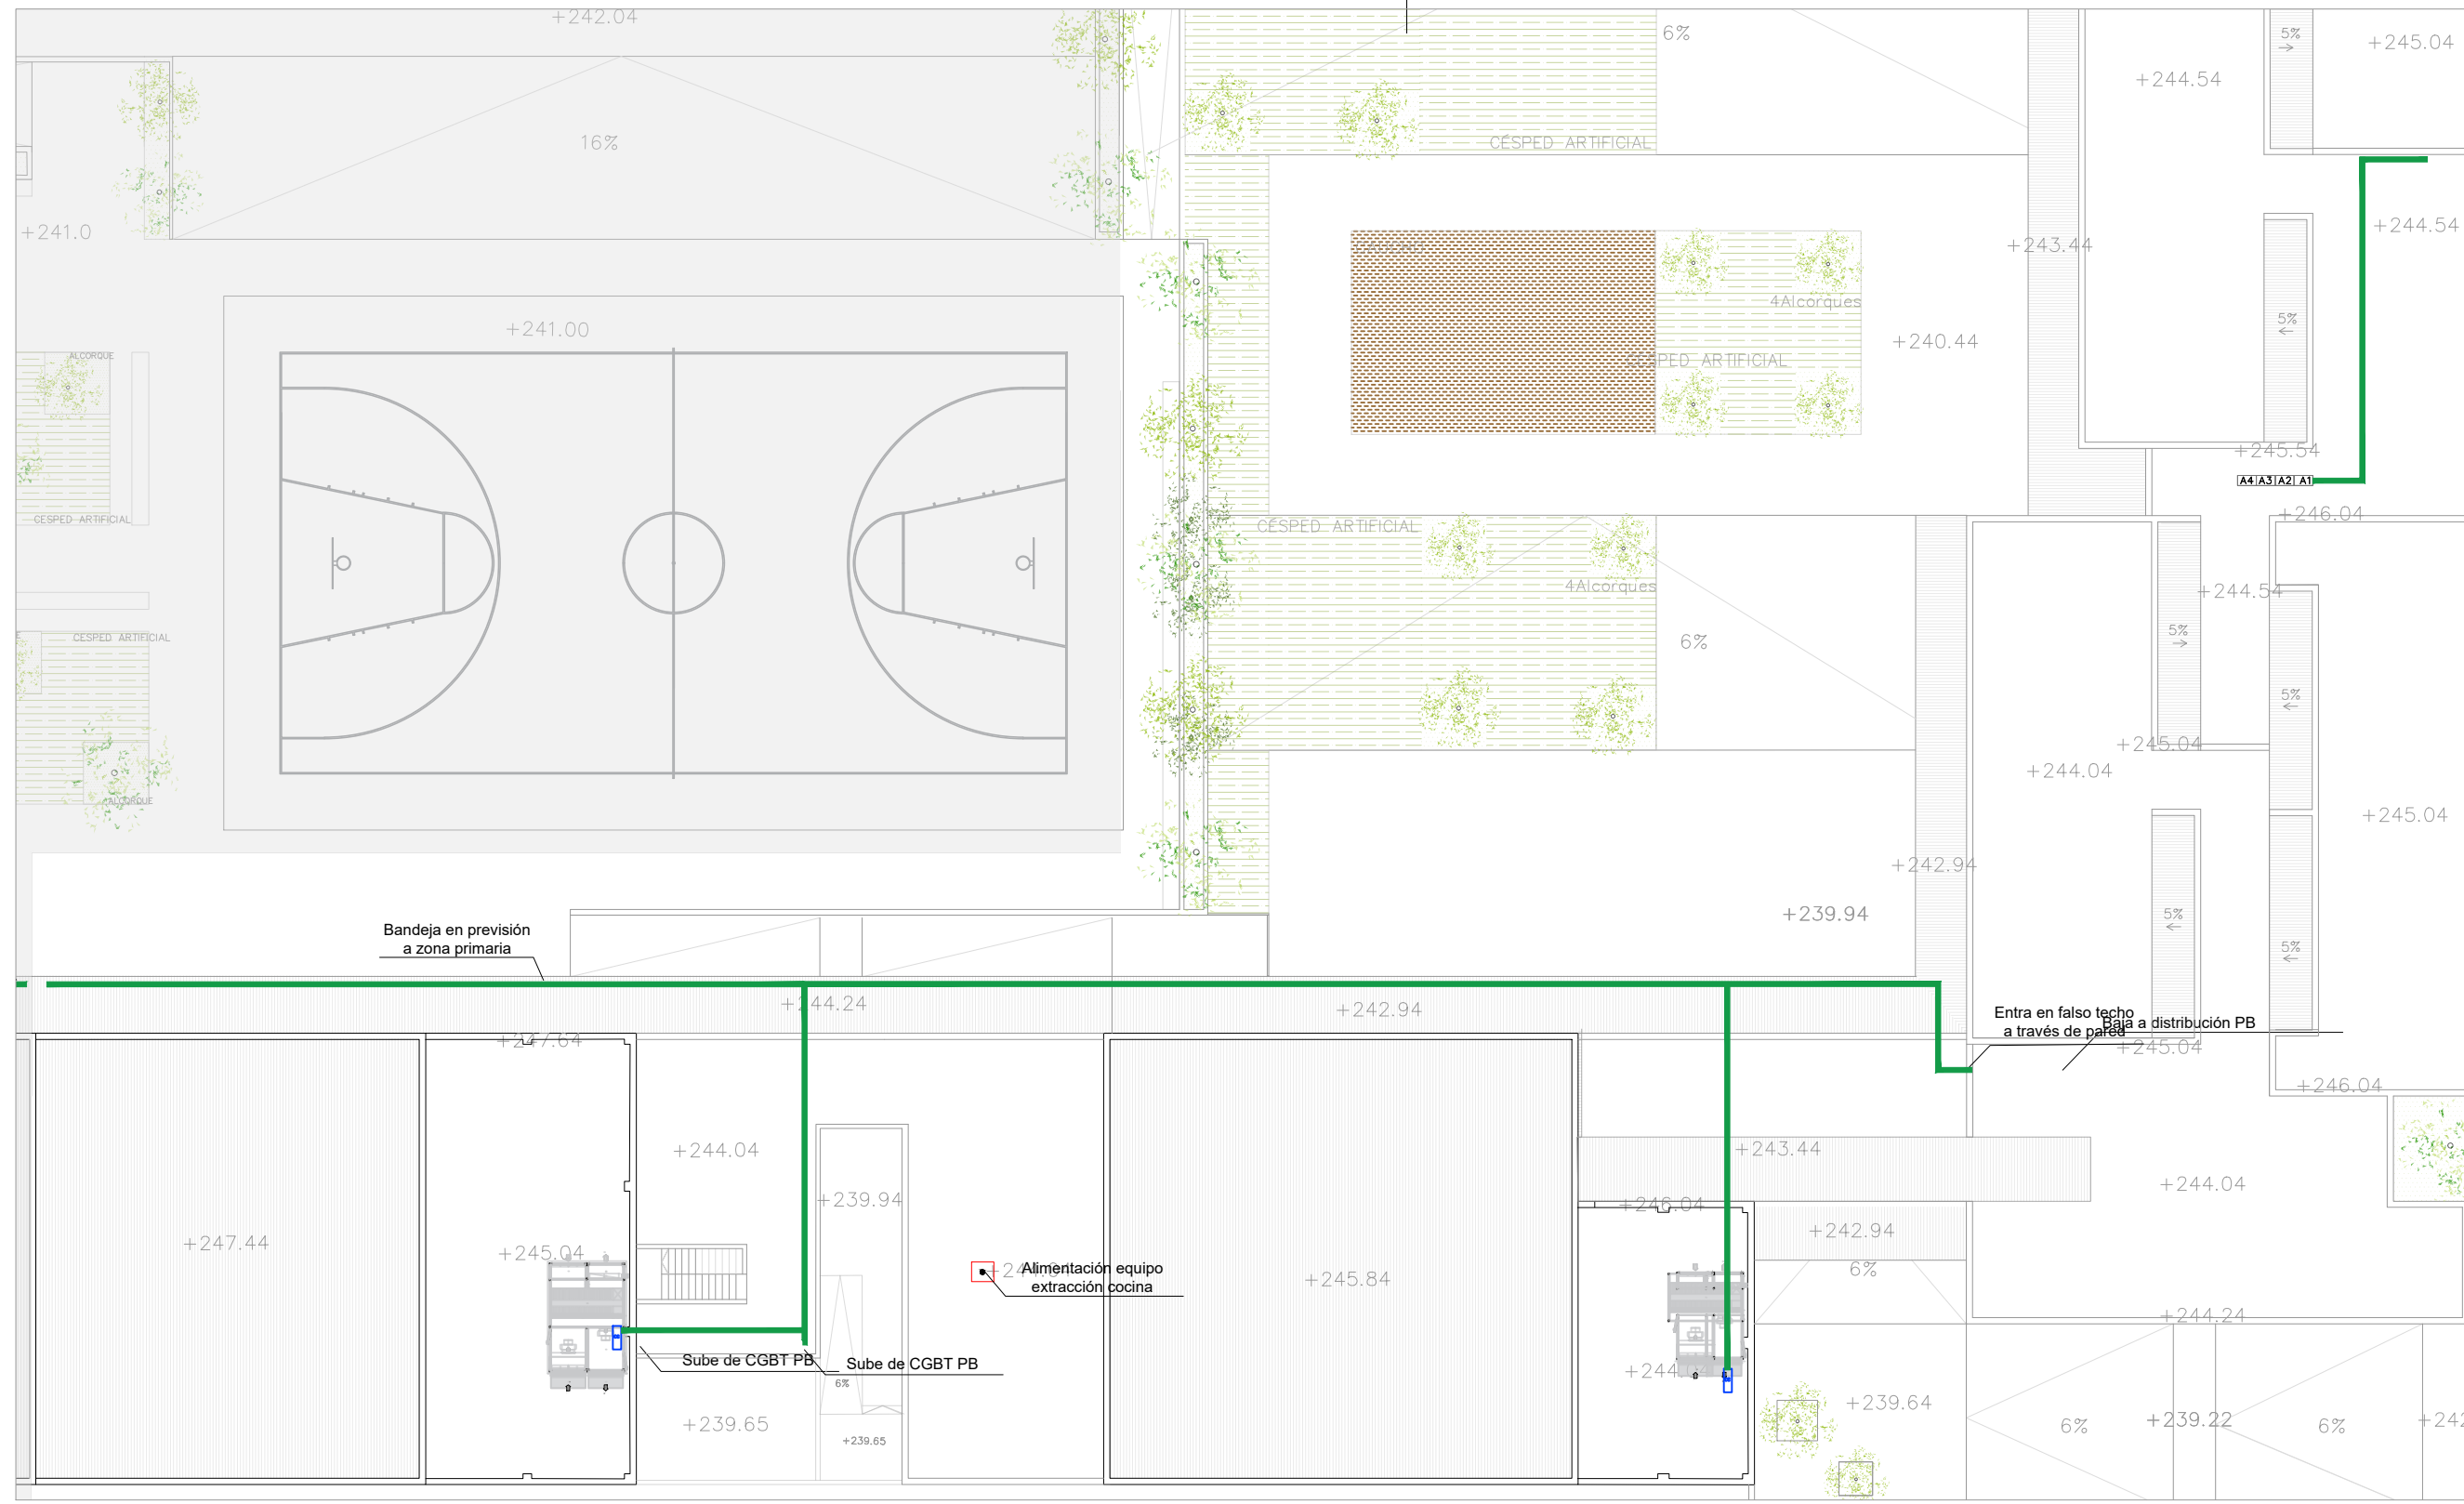 +242.04
6%
5%
+245.04
+244.54
16%
CÉSPED ARTIFICIAL
+241.0
+244.54
+243.44
4Alcorques
5%
+241.00
+240.44
ALCORQUE
CÉSPED ARTIFICIAL
+245.54
A4 A3 A2 A1
+246.04
CESPED ARTIFICIAL
CÉSPED ARTIFICIAL
4Alcorques
+244.54
5%
CESPED ARTIFICIAL
6%
5%
+245.04
+244.04
ALCORQUE
+245.04
+242.94
+239.94
5%
Bandeja en previsión
a zona primaria
5%
+244.24
+242.94
Entra en falso techo
a través de pared
Baja a distribución PB
+247.64
+245.04
+246.04
+244.04
+243.44
+244.04
+239.94
+246.04
+242.94
+247.44
+245.04
6%
Alimentación equipo
extracción cocina
+245.84
+244.24
Sube de CGBT PB
Sube de CGBT PB
6%
+239.65
+239.64
6%
+239.22
6%
+239.65